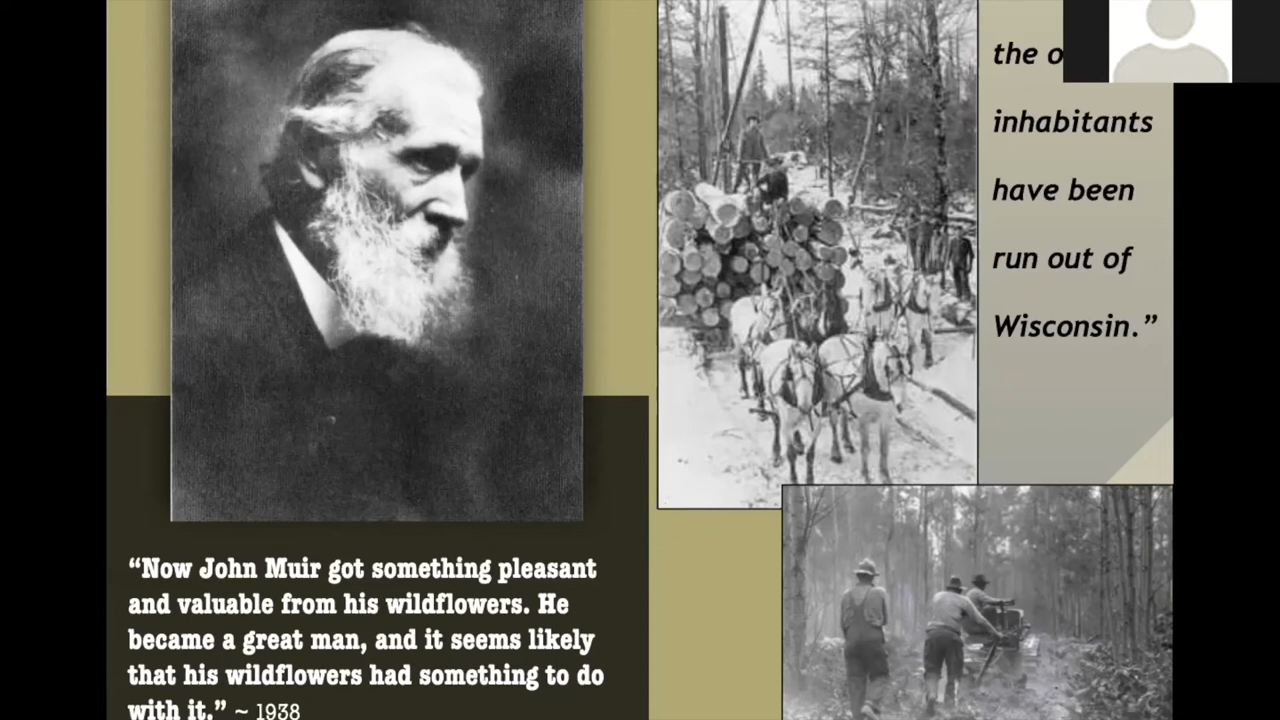 “Now John Muir got something pleasant
and valuable from his wildflowers. He
became a great man, and it seems likely
that his wildflowers had something to do
with it.” ~ 1938
the
inhabitants
have been
run out of
Wisconsin.”